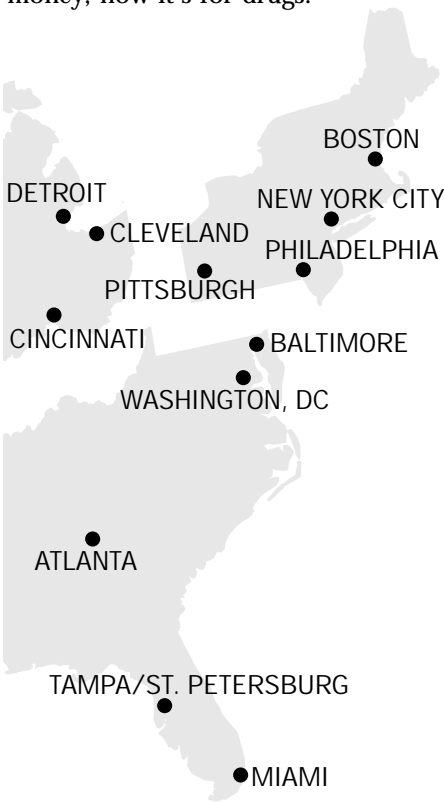 money, now it's for drugs.
BOSTON
DETROIT
NEW YORK CITY
CLEVELAND
PHILADELPHIA
PITTSBURGH
CINCINNATI
BALTIMORE
WASHINGTON, DC
ATLANTA
TAMPA/ST. PETERSBURG
MIAMI